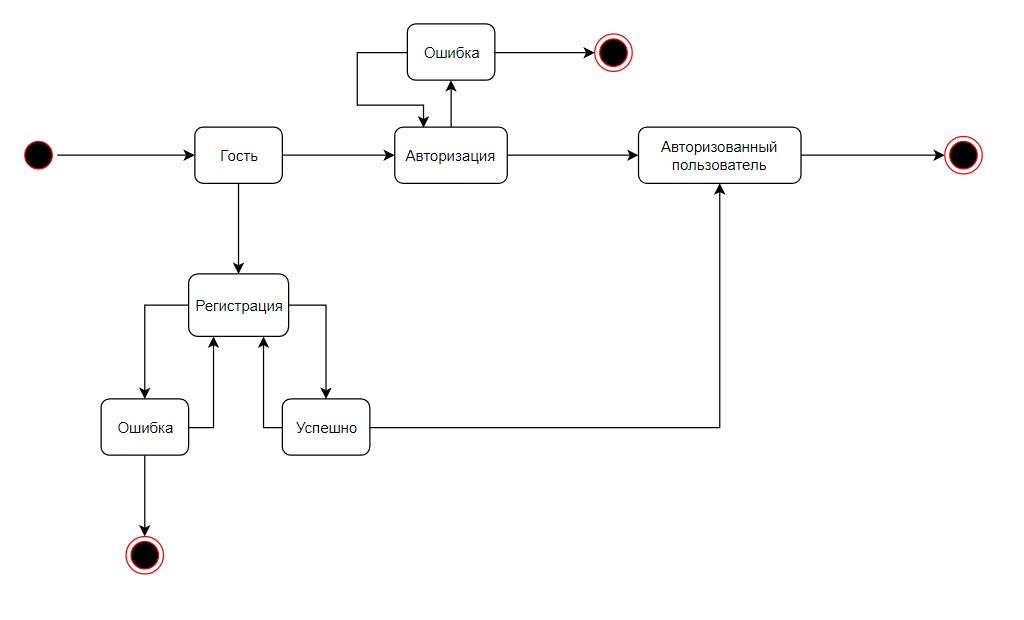 Ошибка
Гость
Авторизация
Авторизованный
пользователь
Регистрация
Ошибка
Успешно